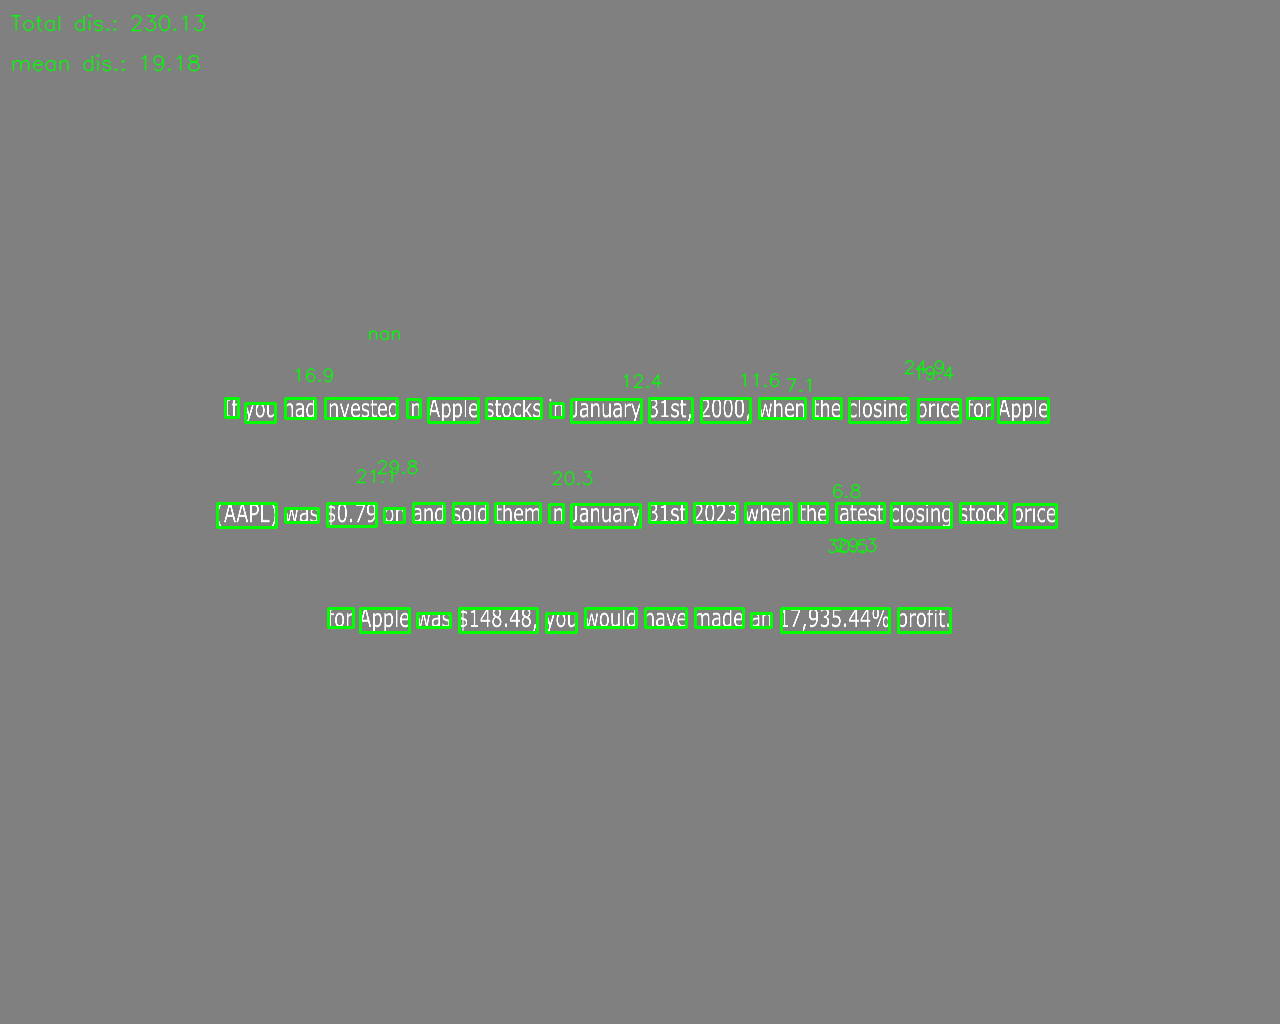 Total dis.: 230.13
mean dis.: 19.18
nan
16.9 12.4 11.6 7.1 24.9 19.4
If you had invested in Apple stocks in January 31st, 2000, when the closing price for Apple
21.1 29.8 20.3 6.8
(AAPL) was $0.79 on and sold them in January 31st 2023 when the latest closing stock price
for Apple was $148.48, you would have made an 17,935.44% profit.